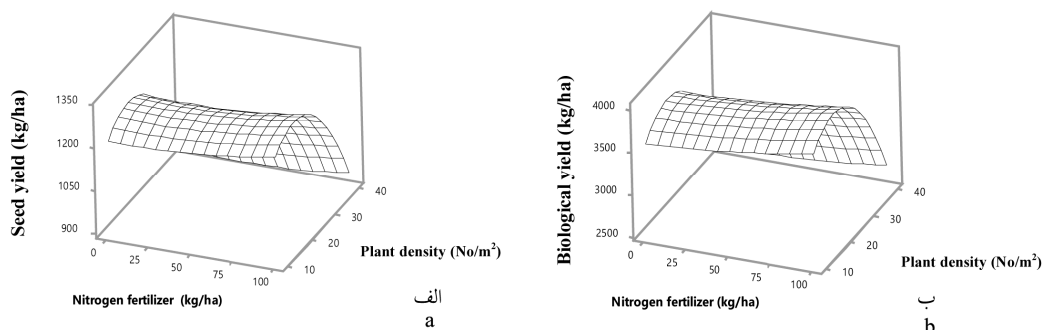 Seed yield (kg/ha)
1350
1200
1050
900
0
25
50
75
100
Nitrogen fertilizer (kg/ha)
10
20
30
40
Plant density (No/m²)
الف
a
Biological yield (kg/ha)
4000
3500
3000
2500
0
25
50
75
100
Nitrogen fertilizer (kg/ha)
10
20
30
40
Plant density (No/m²)
ب
b